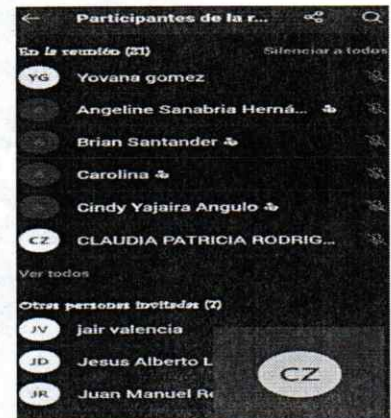 Participantes de la r...
En la reunión (21) Silenciar a todos
YG Yovana gomez
Angeline Sanabria Herná...
Brian Santander
Carolina
Cindy Yajaira Angulo
CZ CLAUDIA PATRICIA RODRIG...
Ver todos
Otras personas invitadas (7)
JV jair valencia
JD Jesus Alberto L
JR Juan Manuel
CZ